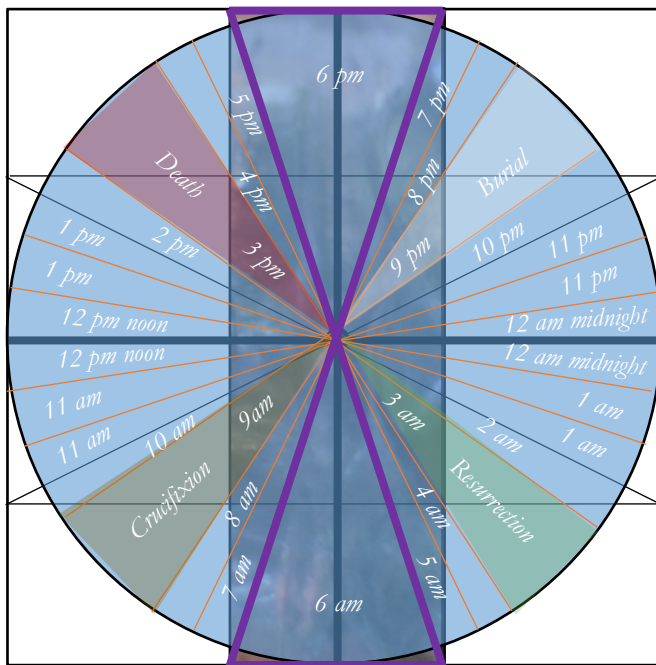 6 pm
5 pm
7 pm
Death
4 pm
8 pm
Burial
3 pm
9 pm
2 pm
10 pm
1 pm
11 pm
1 pm
11 pm
12 pm noon
12 am midnight
12 pm noon
12 am midnight
11 am
1 am
11 am
1 am
10 am
2 am
9am
3 am
Crucifixion
Resurrection
8 am
4 am
7 am
5 am
6 am